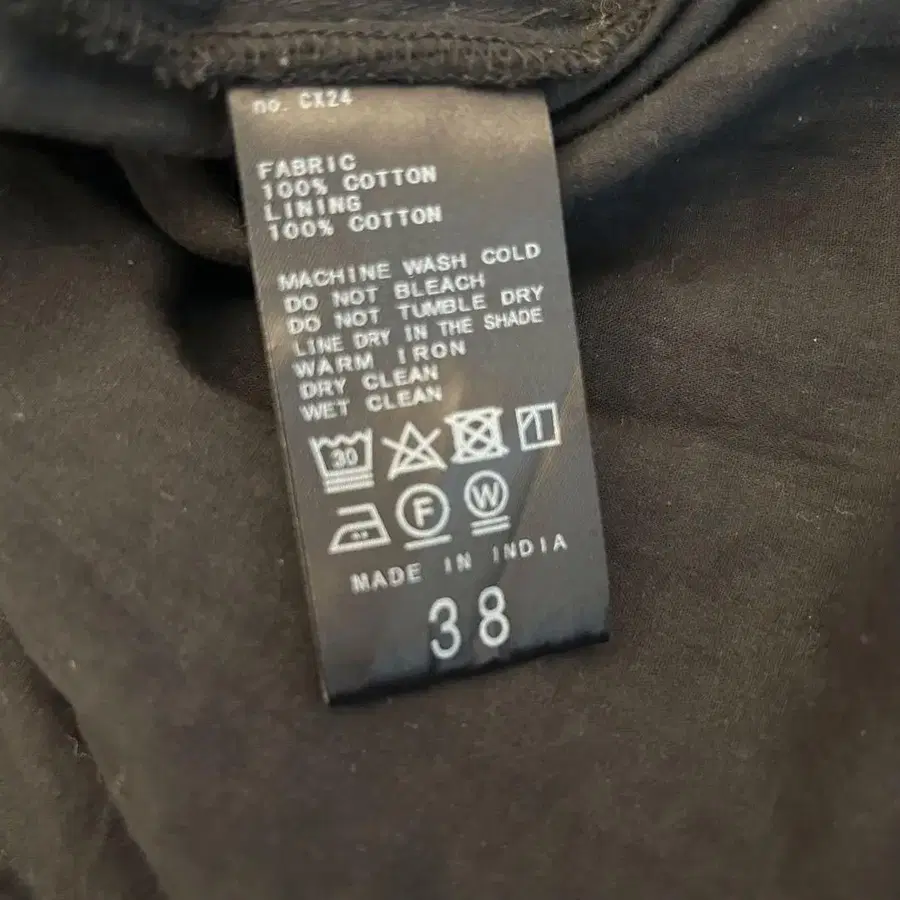 no. CX24
FABRIC
100% COTTON
LINING
100% COTTON
MACHINE WASH COLD
DO NOT BLEACH
DO NOT TUMBLE DRY
LINE DRY IN THE SHADE
WARM IRON
DRY CLEAN
WET CLEAN
30
F W
MADE IN INDIA
38